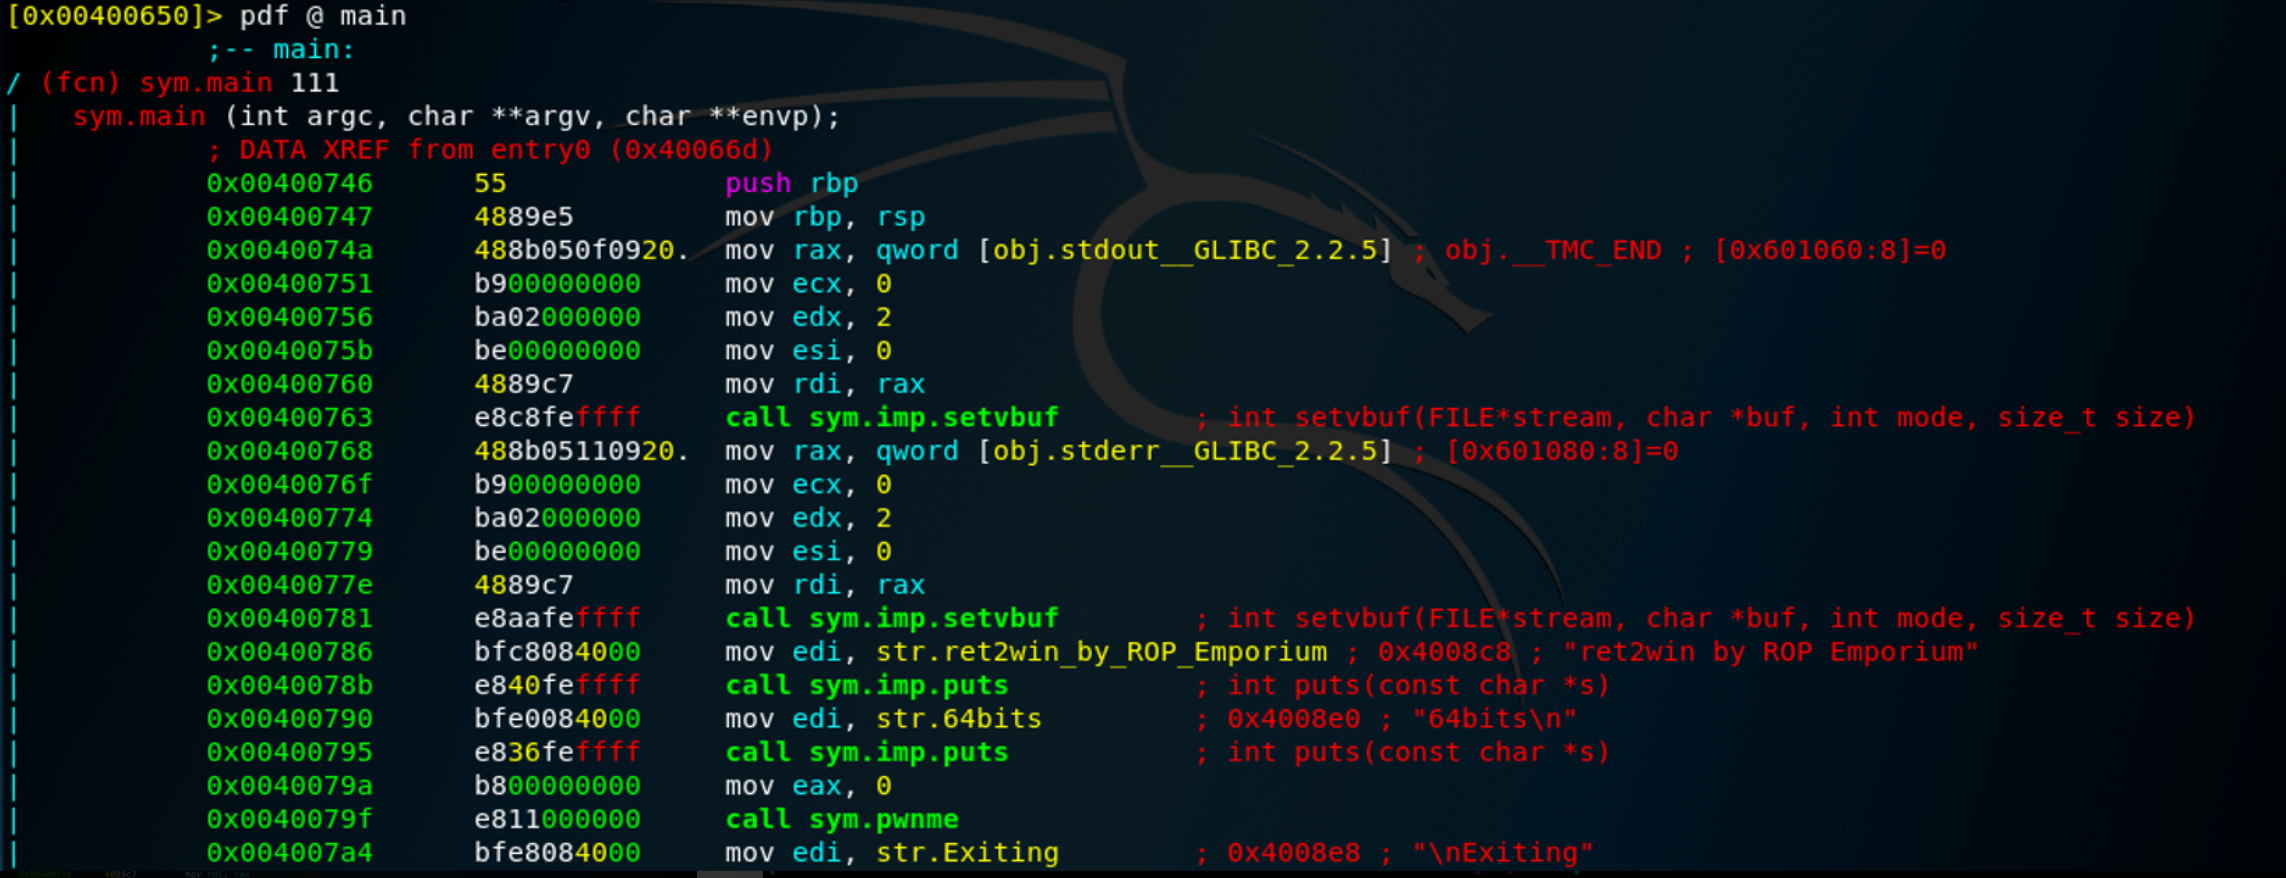 [0x00400650]> pdf @ main
;-- main:
/ (fcn) sym.main 111
| sym.main (int argc, char **argv, char **envp);
| ; DATA XREF from entry0 (0x40066d)
| 0x00400746 55 push rbp
| 0x00400747 4889e5 mov rbp, rsp
| 0x0040074a 488b050f0920. mov rax, qword [obj.stdout__GLIBC_2.2.5] ; obj.__TMC_END ; [0x601060:8]=0
| 0x00400751 b900000000 mov ecx, 0
| 0x00400756 ba02000000 mov edx, 2
| 0x0040075b be00000000 mov esi, 0
| 0x00400760 4889c7 mov rdi, rax
| 0x00400763 e8c8feffff call sym.imp.setvbuf ; int setvbuf(FILE*stream, char *buf, int mode, size_t size)
| 0x00400768 488b05110920. mov rax, qword [obj.stderr__GLIBC_2.2.5] ; [0x601080:8]=0
| 0x0040076f b900000000 mov ecx, 0
| 0x00400774 ba02000000 mov edx, 2
| 0x00400779 be00000000 mov esi, 0
| 0x0040077e 4889c7 mov rdi, rax
| 0x00400781 e8aafeffff call sym.imp.setvbuf ; int setvbuf(FILE*stream, char *buf, int mode, size_t size)
| 0x00400786 bfc8084000 mov edi, str.ret2win_by_ROP_Emporium ; 0x4008c8 ; "ret2win by ROP Emporium"
| 0x0040078b e840feffff call sym.imp.puts ; int puts(const char *s)
| 0x00400790 bfe0084000 mov edi, str.64bits ; 0x4008e0 ; "64bits\n"
| 0x00400795 e836feffff call sym.imp.puts ; int puts(const char *s)
| 0x0040079a b800000000 mov eax, 0
| 0x0040079f e811000000 call sym.pwnme
| 0x004007a4 bfe8084000 mov edi, str.Exiting ; 0x4008e8 ; "\nExiting"